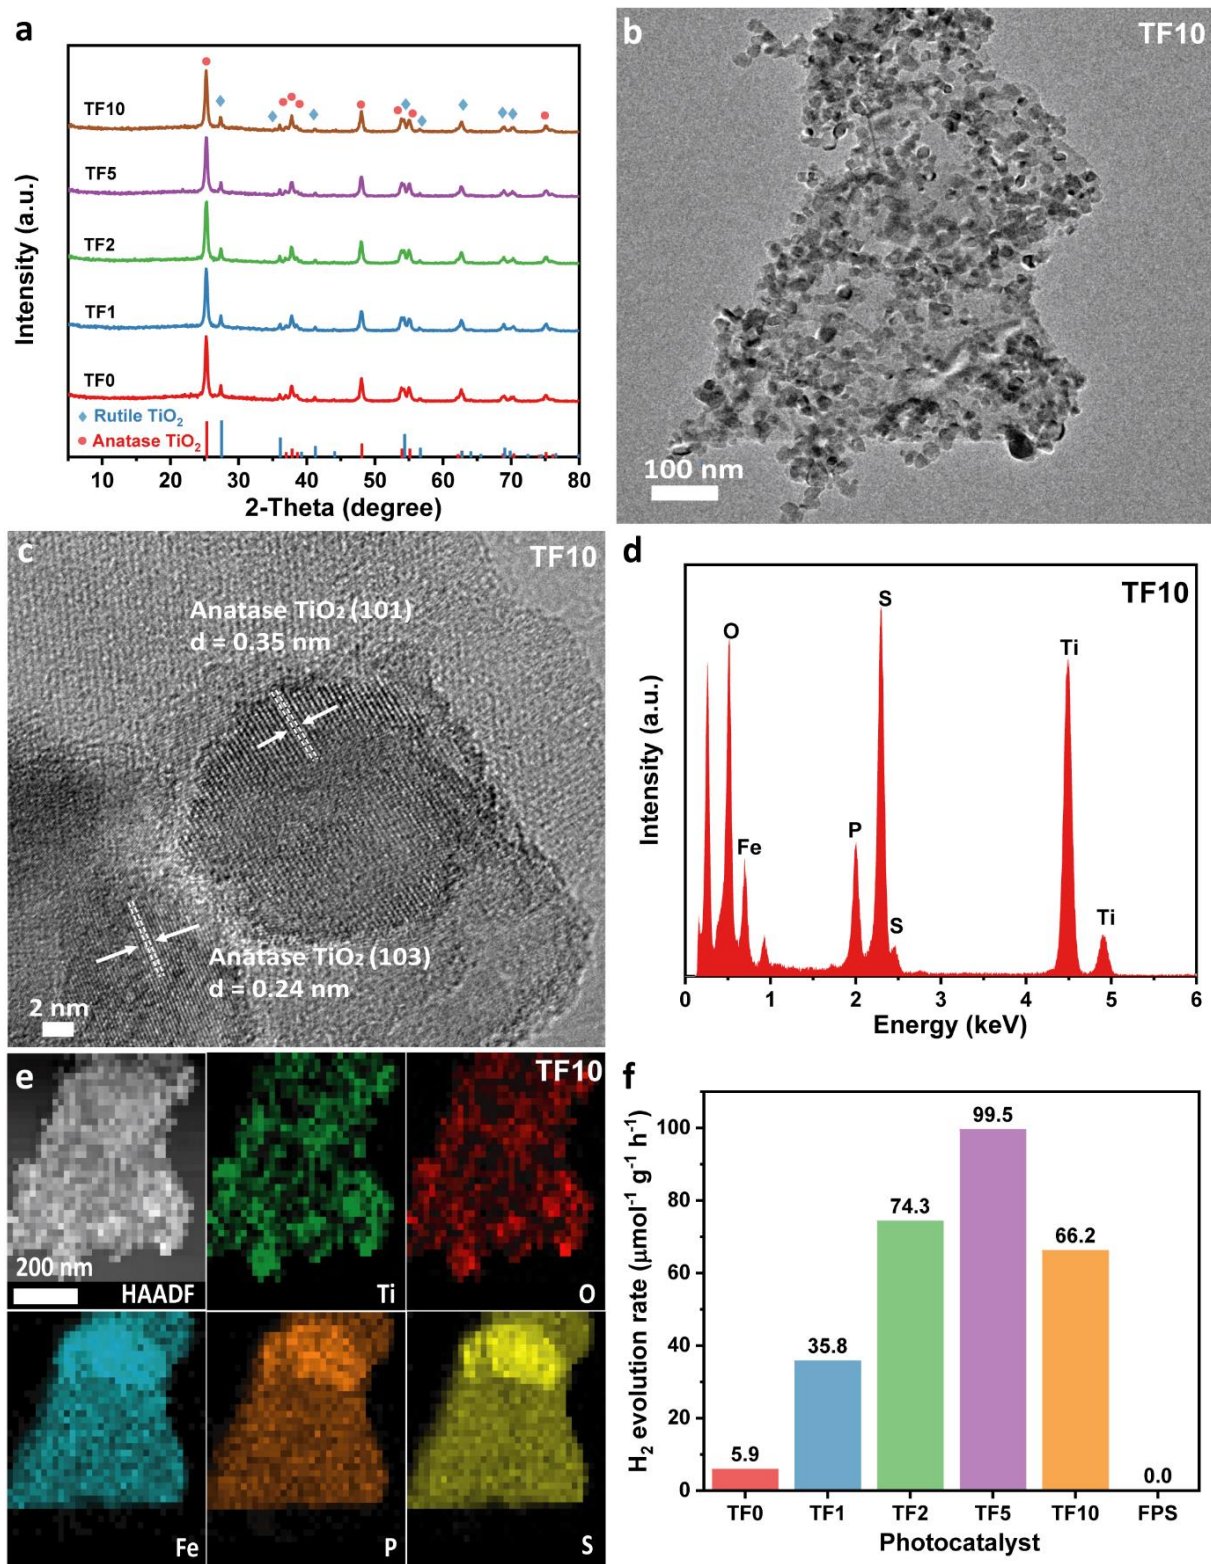 a
TF10
TF5
TF2
TF1
TF0
Rutile TiO₂
Anatase TiO₂
Intensity (a.u.)
10 20 30 40 50 60 70 80
2-Theta (degree)
b
TF10
100 nm
c
TF10
Anatase TiO₂ (101)
d = 0.35 nm
Anatase TiO₂ (103)
d = 0.24 nm
2 nm
d
TF10
S
O
Ti
Fe
P
S
Ti
Intensity (a.u.)
0 1 2 3 4 5 6
Energy (keV)
e
TF10
200 nm
HAADF
Ti
O
Fe
P
S
f
H₂ evolution rate (μmol⁻¹ g⁻¹ h⁻¹)
100
80
60
40
20
0
5.9
35.8
74.3
99.5
66.2
0.0
TF0 TF1 TF2 TF5 TF10 FPS
Photocatalyst